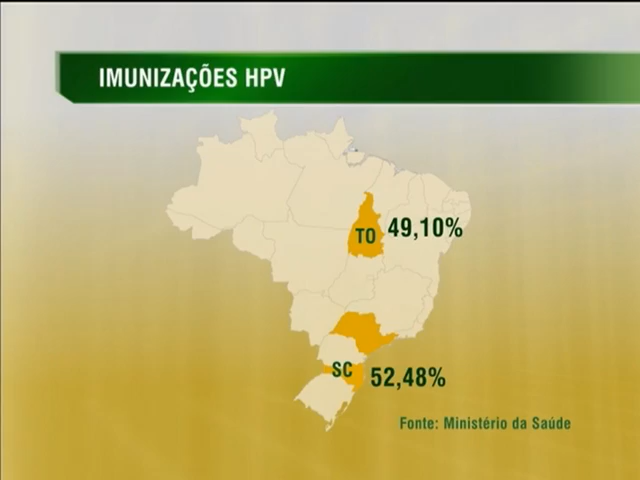 IMUNIZAÇÕES HPV
TO 49,10%
SC 52,48%
Fonte: Ministério da Saúde